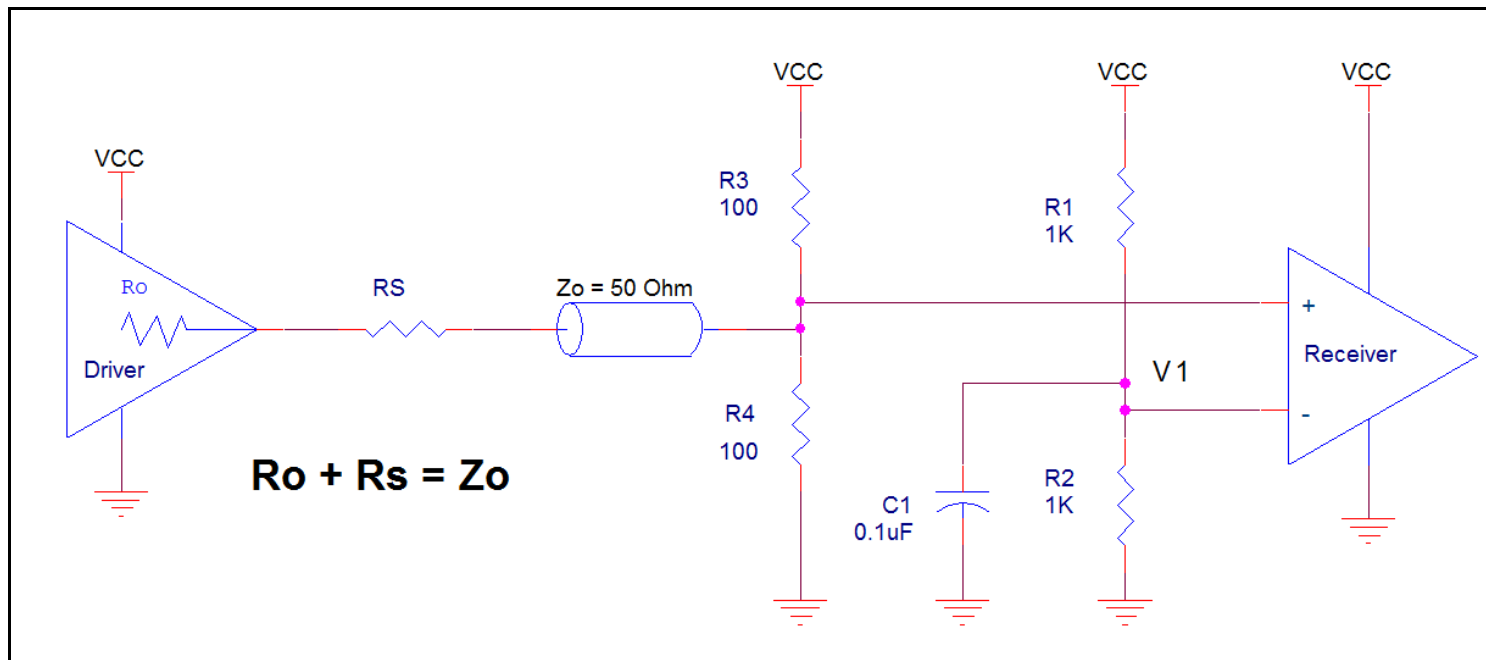 VCC
VCC
VCC
VCC
R3
100
R1
1K
Ro
RS
Zo = 50 Ohm
+
Driver
Receiver
V1
R4
100
-
Ro + Rs = Zo
R2
1K
C1
0.1uF